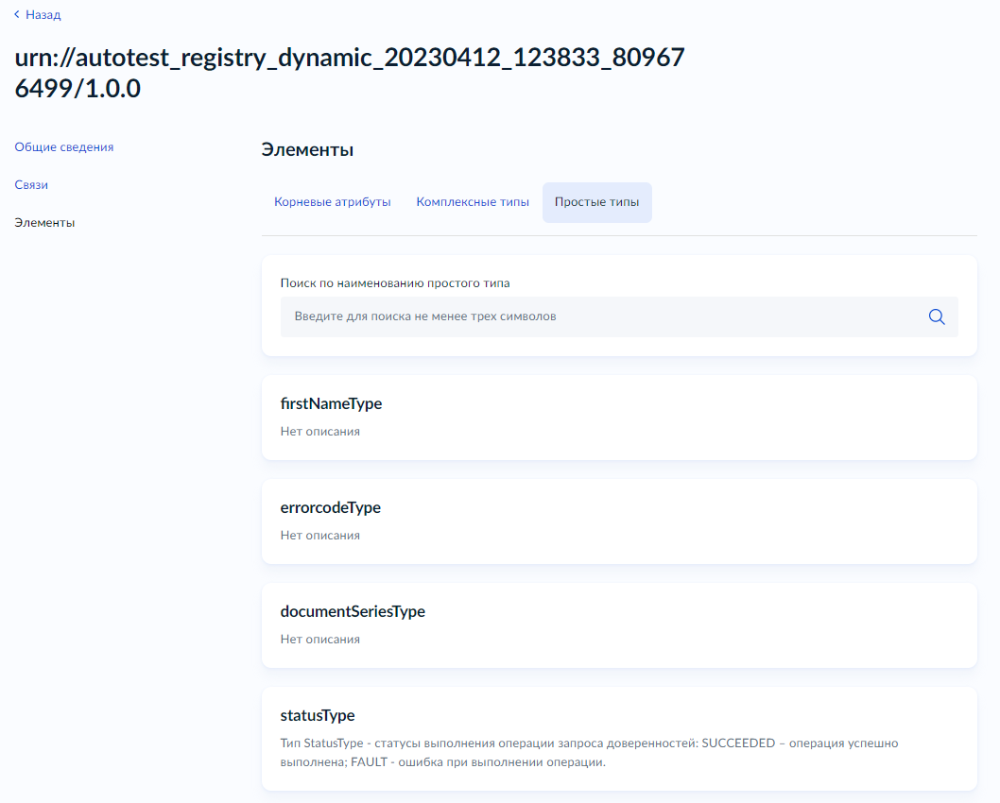 Назад
urn://autotest_registry_dynamic_20230412_123833_80967
6499/1.0.0
Общие сведения
Связи
Элементы
Элементы
Корневые атрибуты
Комплексные типы
Простые типы
Поиск по наименованию простого типа
Введите для поиска не менее трех символов
firstNameType
Нет описания
errorcodeType
Нет описания
documentSeriesType
Нет описания
statusType
Тип StatusType - статусы выполнения операции запроса доверенностей: SUCCEEDED – операция успешно
выполнена; FAULT - ошибка при выполнении операции.